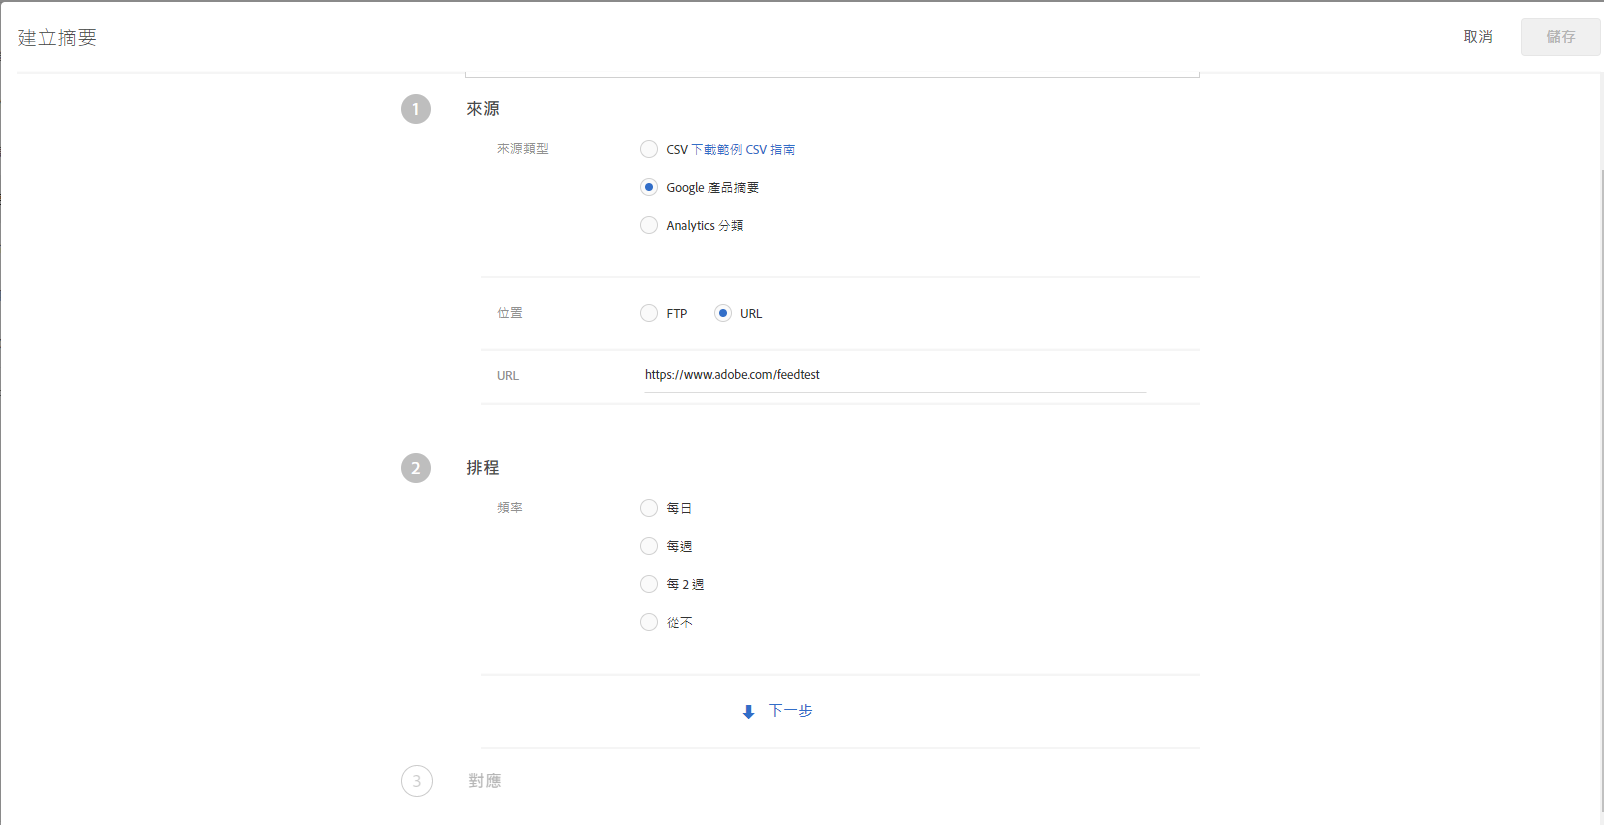 建立摘要
取消
儲存
1
來源
來源類型
CSV 下載範例 CSV 指南
Google 產品摘要
Analytics 分類
位置
FTP
URL
URL
https://www.adobe.com/feedtest
2
排程
頻率
每日
每週
每 2 週
從不
下一步
3
對應